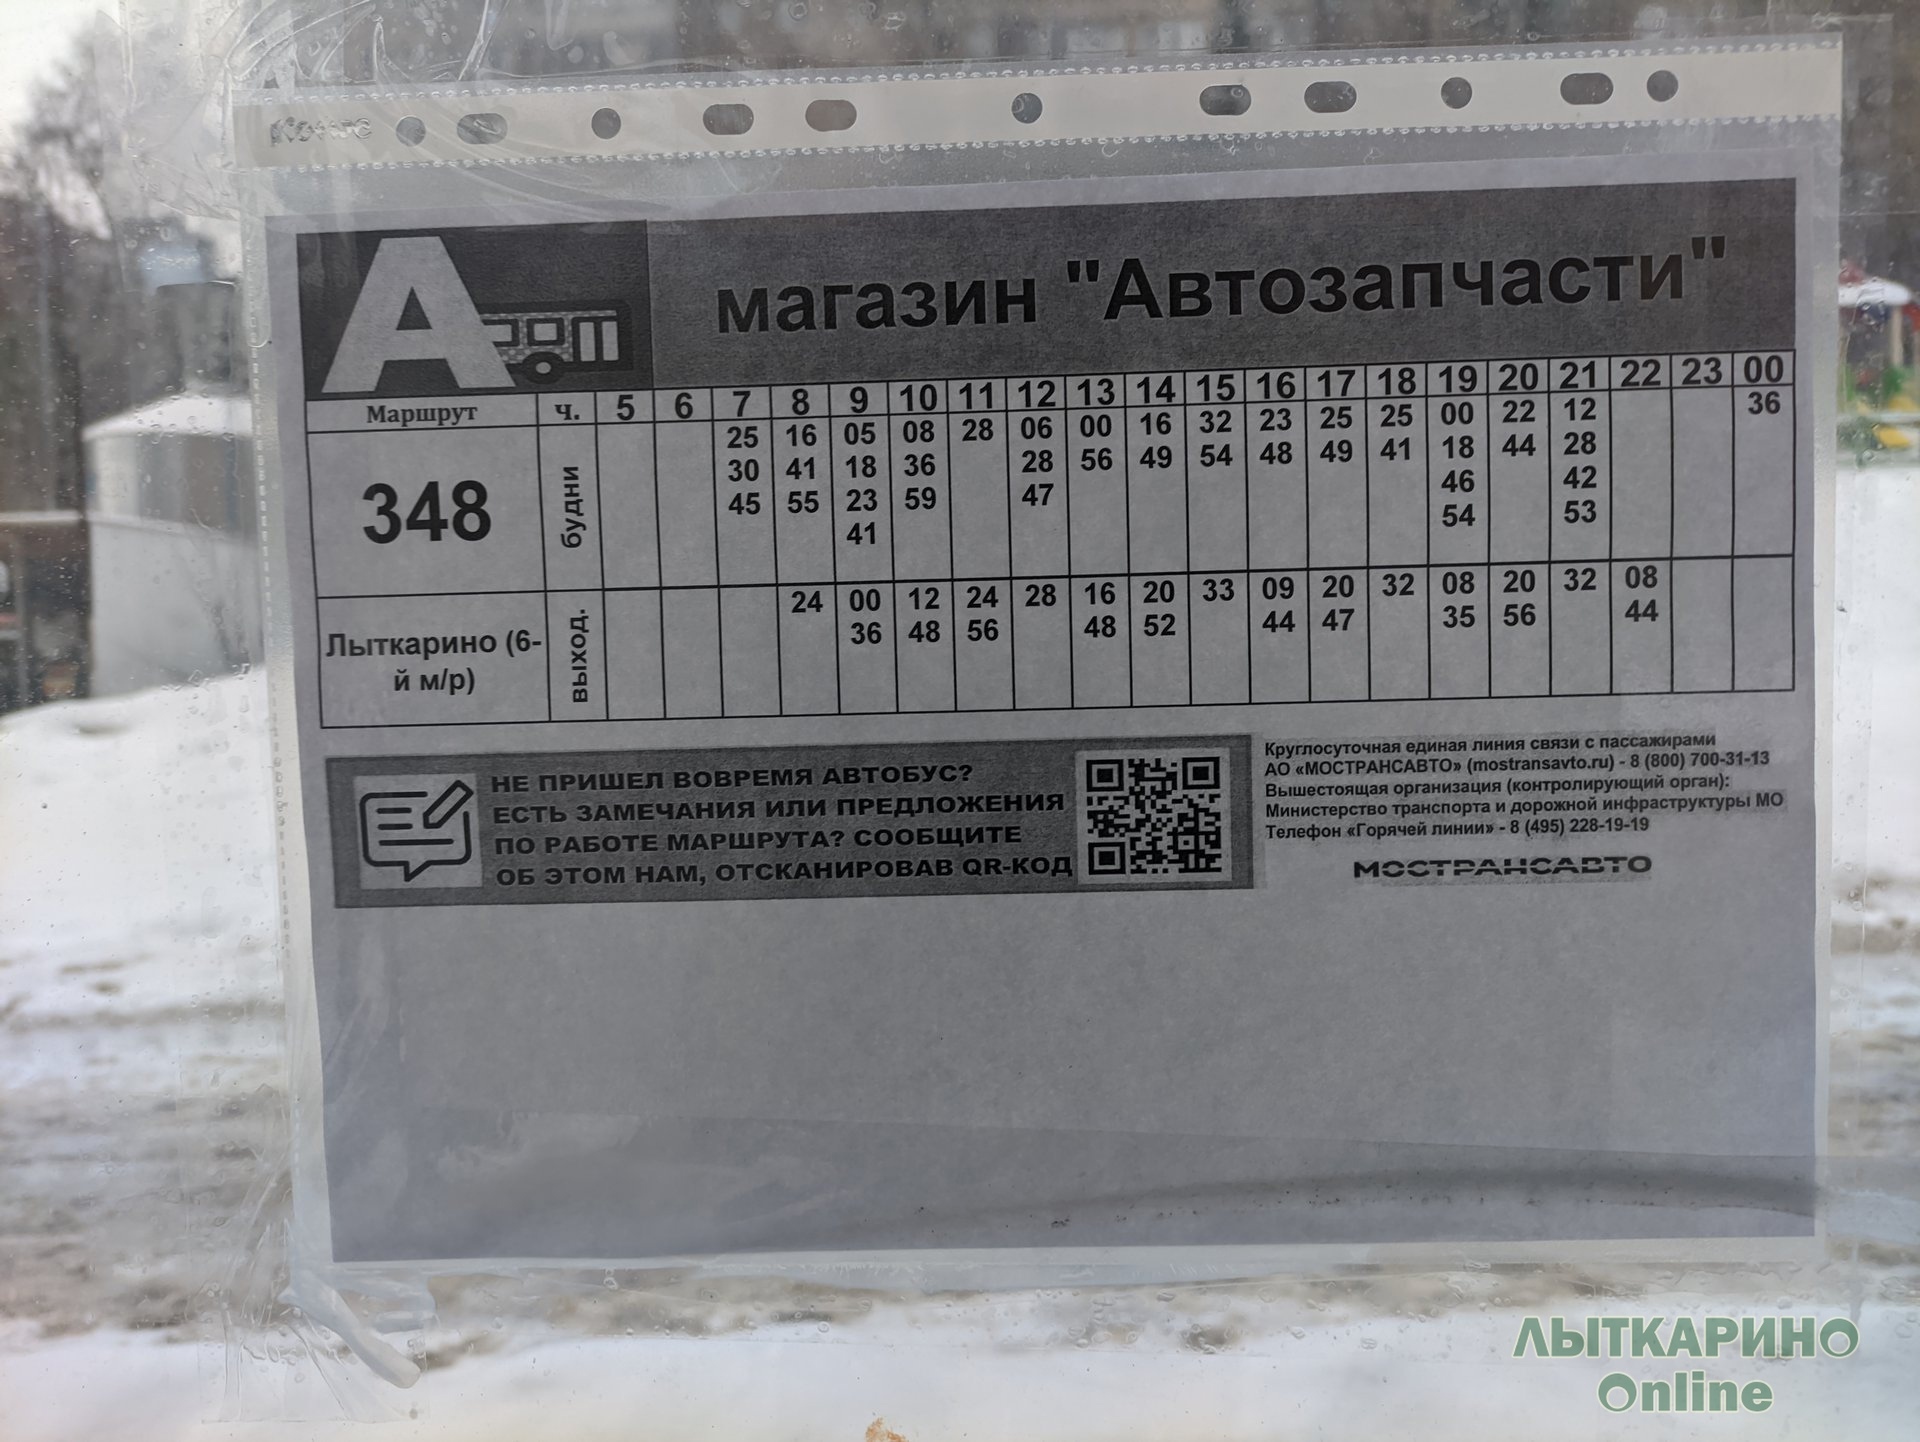 А
магазин "Автозапчасти"
Маршрут ч. 5 6 7 8 9 10 11 12 13 14 15 16 17 18 19 20 21 22 23 00
348 будни
25 16 05 08 28 06 00 16 32 23 25 25 00 22 12 36
30 41 18 36 28 56 49 54 48 49 41 18 44 28
45 55 23 59 47 46 42
41 54 53
Лыткарино (6-
й м/р)
выход.
24 00 12 24 28 16 20 33 09 20 32 08 20 32 08
36 48 56 48 52 44 47 35 56 44
НЕ ПРИШЕЛ ВОВРЕМЯ АВТОБУС?
ЕСТЬ ЗАМЕЧАНИЯ ИЛИ ПРЕДЛОЖЕНИЯ
ПО РАБОТЕ МАРШРУТА? СООБЩИТЕ
ОБ ЭТОМ НАМ, ОТСКАНИРОВАВ QR-КОД
Круглосуточная единая линия связи с пассажирами
АО «МОСТРАНСАВТО» (mostransavto.ru) - 8 (800) 700-31-13
Вышестоящая организация (контролирующий орган):
Министерство транспорта и дорожной инфраструктуры МО
Телефон «Горячей линии» - 8 (495) 228-19-19
МОСТРАНСАВТО
ЛЫТКАРИНО
Online